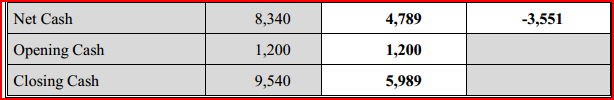 Net Cash 8,340 4,789 -3,551
Opening Cash 1,200 1,200
Closing Cash 9,540 5,989